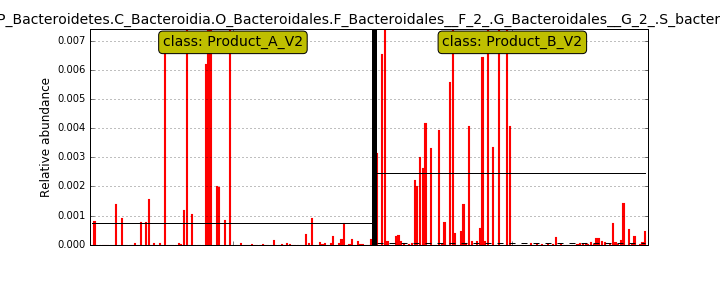 P_Bacteroidetes.C_Bacteroidia.O_Bacteroidales.F_Bacteroidales__F_2_.G_Bacteroidales__G_2_.S_bacter
class: Product_A_V2 class: Product_B_V2
0.007
0.006
0.005
0.004
0.003
0.002
0.001
0.000
Relative abundance